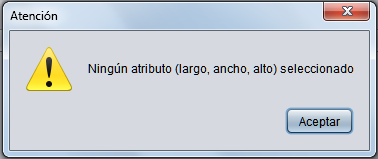 Atención
Ningún atributo (largo, ancho, alto) seleccionado
Aceptar